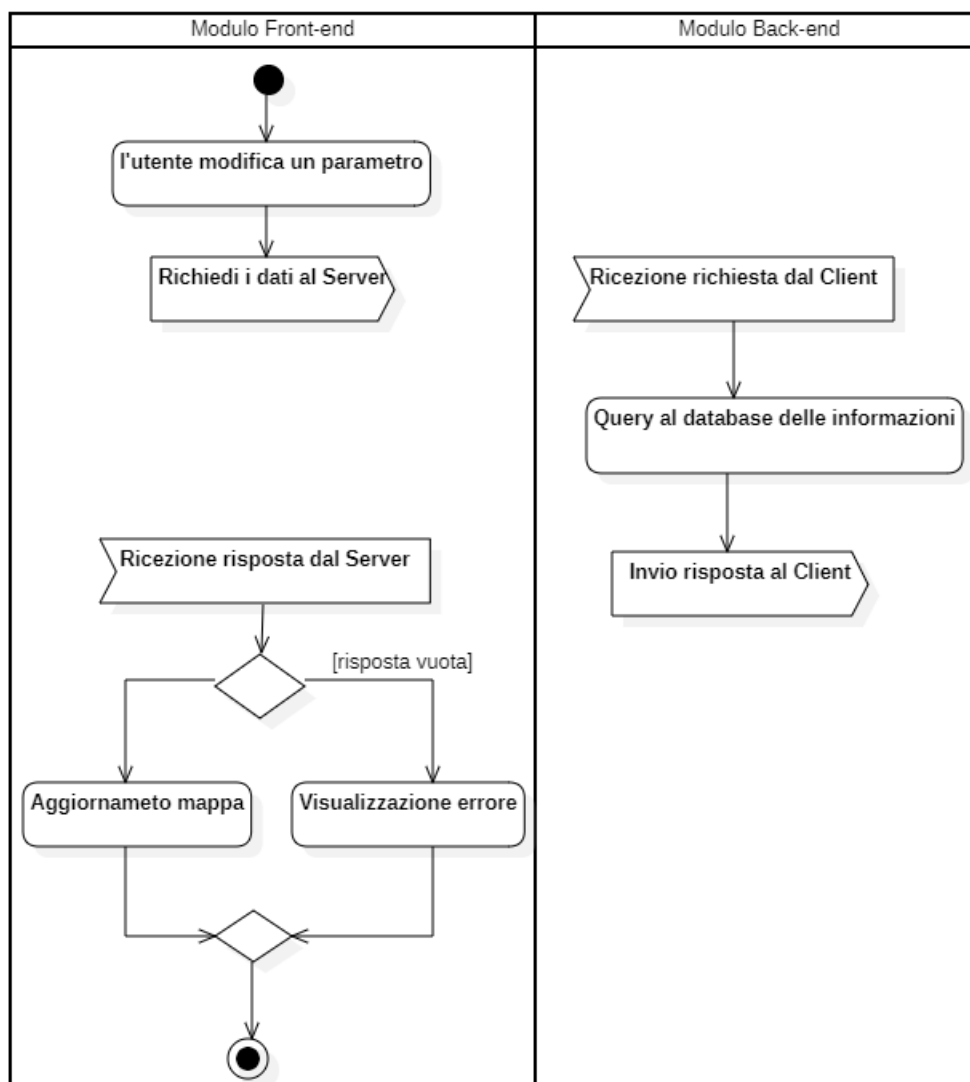 Modulo Front-end
Modulo Back-end
l'utente modifica un parametro
Richiedi i dati al Server
Ricezione richiesta dal Client
Query al database delle informazioni
Ricezione risposta dal Server
Invio risposta al Client
[risposta vuota]
Aggiornameto mappa
Visualizzazione errore